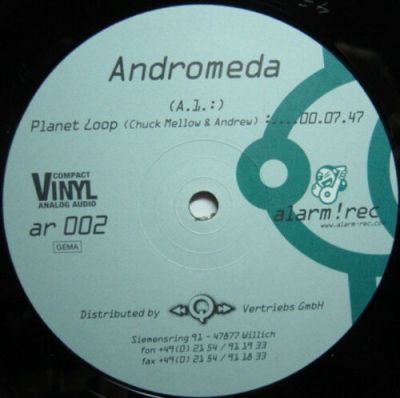 Andromeda
(A.1.:)
Planet Loop (Chuck Mellow & Andrew) :....00.07.47
COMPACT
VINYL
ANALOG AUDIO
ar 002
GEMA
alarm!rec
www.alarm-rec.com
Distributed by Vertriebs GmbH
Siemensring 91 - 47877 Willich
fon +49(0) 21 54 / 91 19 33
fax +49(0) 21 54 / 91 18 33